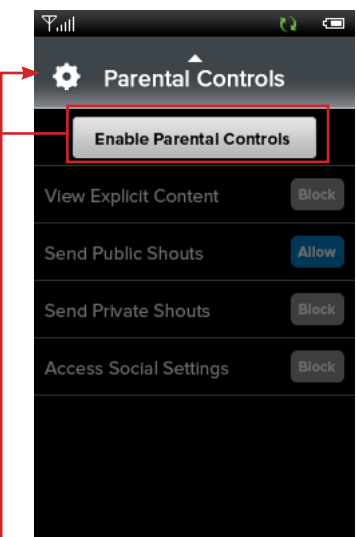 Parental Controls
Enable Parental Controls
View Explicit Content Block
Send Public Shouts Allow
Send Private Shouts Block
Access Social Settings Block